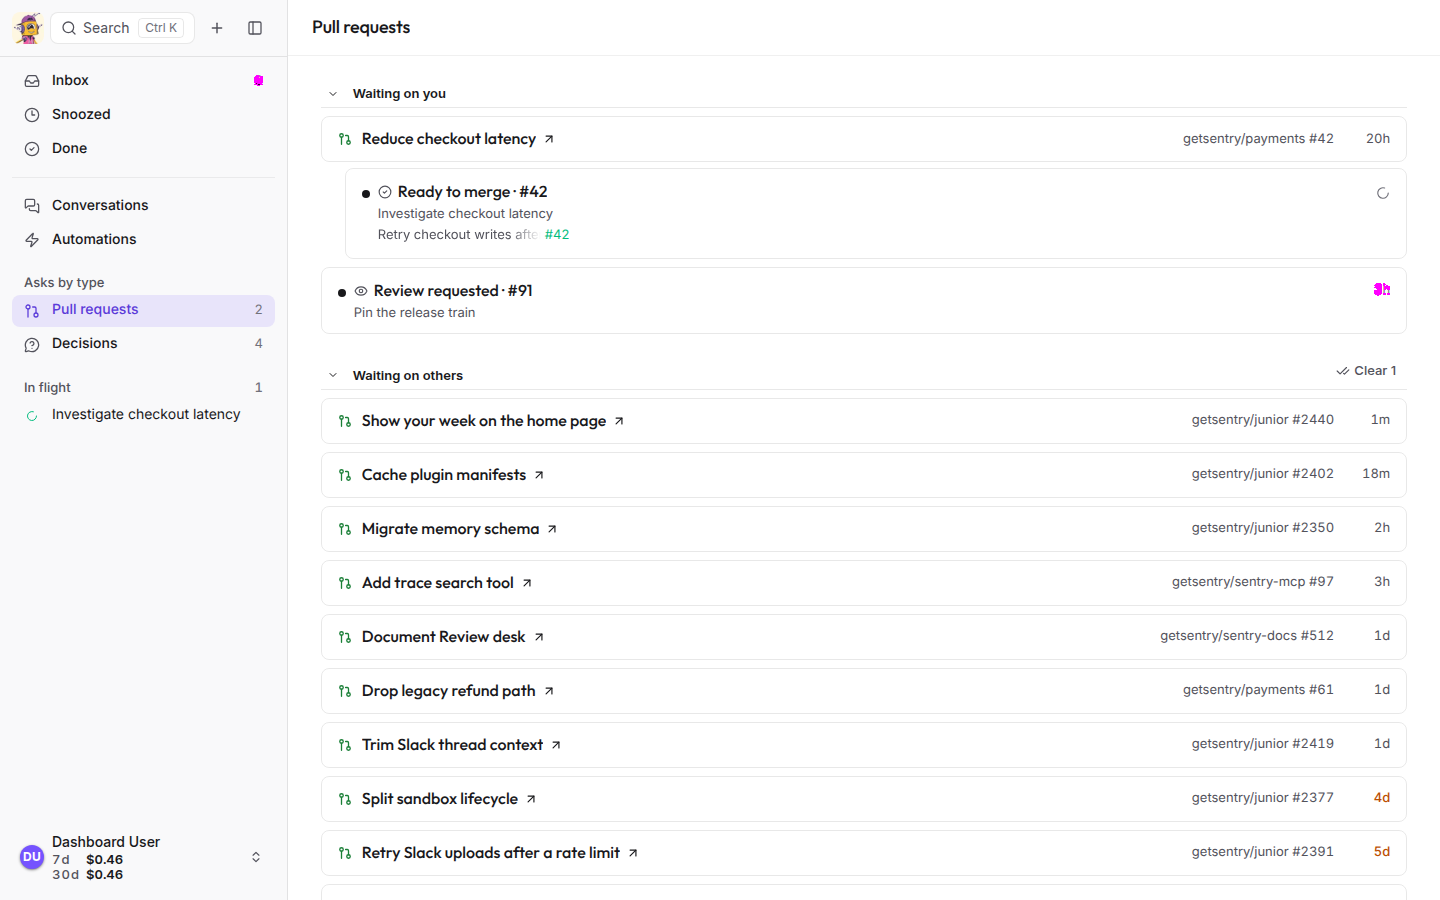 Search Ctrl K
Inbox
Snoozed
Done
Conversations
Automations
Asks by type
Pull requests 2
Decisions 4
In flight 1
Investigate checkout latency
DU
Dashboard User
7d $0.46
30d $0.46
Pull requests
Waiting on you
Reduce checkout latency getsentry/payments #42 20h
Ready to merge · #42
Investigate checkout latency
Retry checkout writes afte #42
Review requested · #91
Pin the release train
Waiting on others Clear 1
Show your week on the home page getsentry/junior #2440 1m
Cache plugin manifests getsentry/junior #2402 18m
Migrate memory schema getsentry/junior #2350 2h
Add trace search tool getsentry/sentry-mcp #97 3h
Document Review desk getsentry/sentry-docs #512 1d
Drop legacy refund path getsentry/payments #61 1d
Trim Slack thread context getsentry/junior #2419 1d
Split sandbox lifecycle getsentry/junior #2377 4d
Retry Slack uploads after a rate limit getsentry/junior #2391 5d